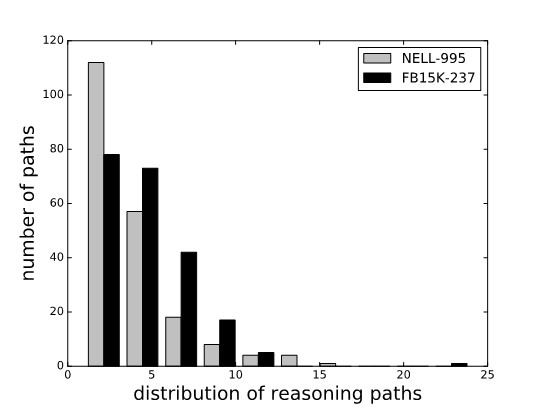 NELL-995
FB15K-237
120
100
80
60
40
20
0
0 5 10 15 20 25
number of paths
distribution of reasoning paths